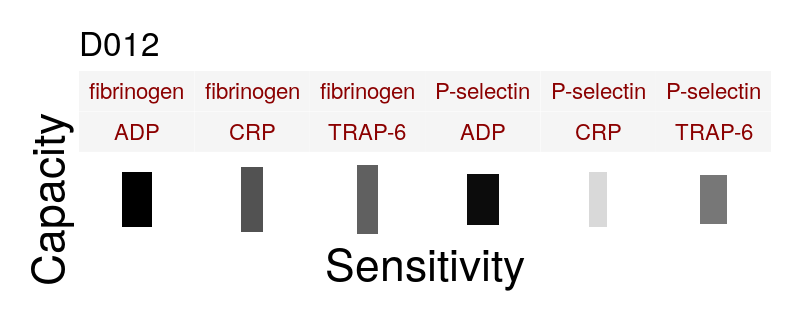 D012
fibrinogen fibrinogen fibrinogen P-selectin P-selectin P-selectin
ADP CRP TRAP-6 ADP CRP TRAP-6
Capacity
Sensitivity